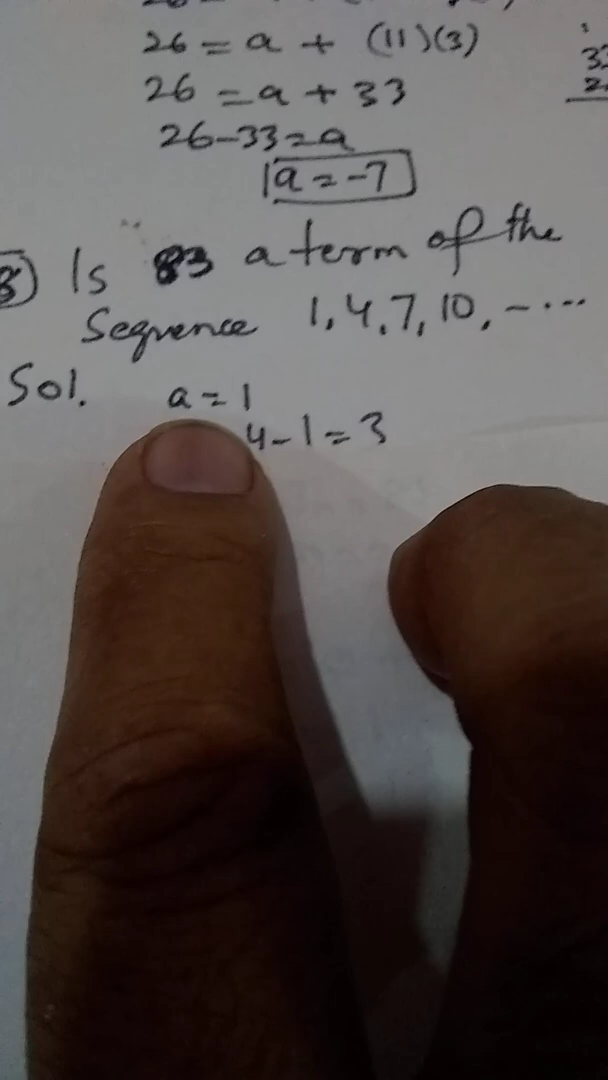 26 = a + (11)(3)
26 = a + 33
26-33=a
a = -7
8) Is 83 a term of the
Sequence 1, 4, 7, 10, -...
Sol. a = 1
4-1=3